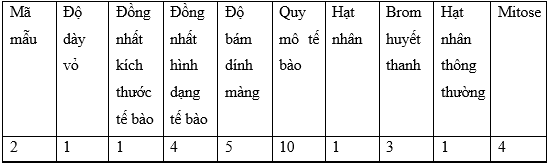 Mã mẫu | Độ dày vỏ | Đồng nhất kích thước tế bào | Đồng nhất hình dạng tế bào | Độ bám dính màng | Quy mô tế bào | Hạt nhân | Brom huyết thanh | Hạt nhân thông thường | Mitose
2 | 1 | 1 | 4 | 5 | 10 | 1 | 3 | 1 | 4